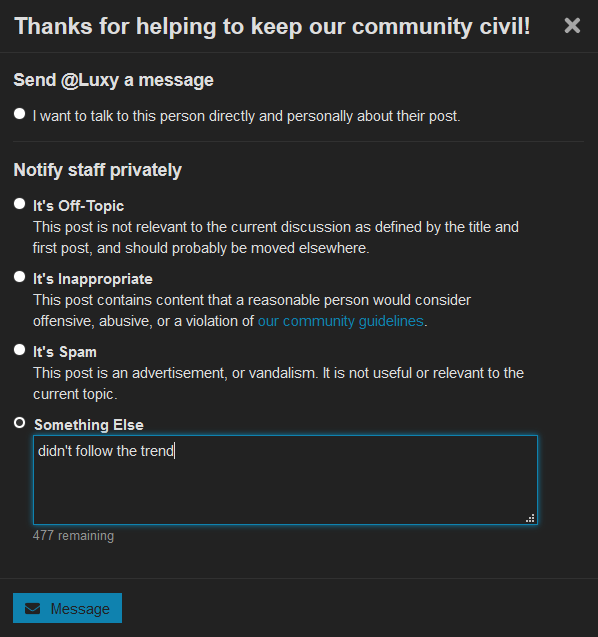 Thanks for helping to keep our community civil!
Send @Luxy a message
I want to talk to this person directly and personally about their post.
Notify staff privately
It's Off-Topic
This post is not relevant to the current discussion as defined by the title and
first post, and should probably be moved elsewhere.
It's Inappropriate
This post contains content that a reasonable person would consider
offensive, abusive, or a violation of our community guidelines.
It's Spam
This post is an advertisement, or vandalism. It is not useful or relevant to the
current topic.
Something Else
didn't follow the trend
477 remaining
Message